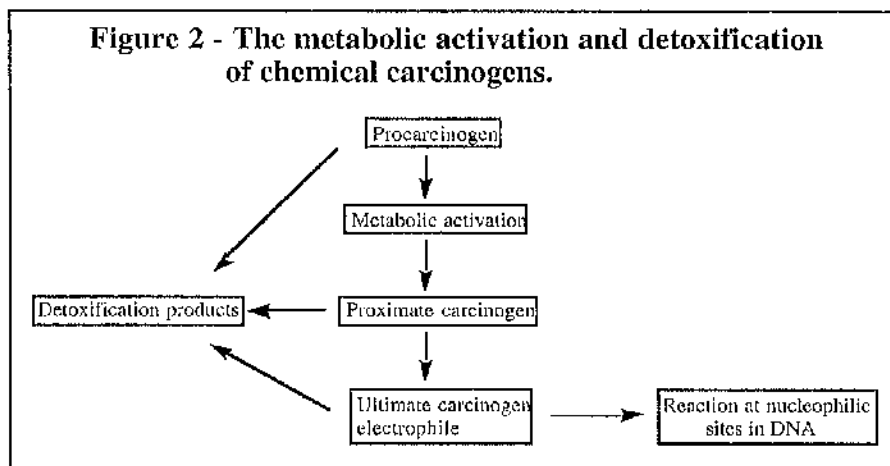 Figure 2 - The metabolic activation and detoxification
of chemical carcinogens.
Procarcinogen
Metabolic activation
Detoxification products
Proximate carcinogen
Ultimate carcinogen
electrophile
Reaction at nucleophilic
sites in DNA